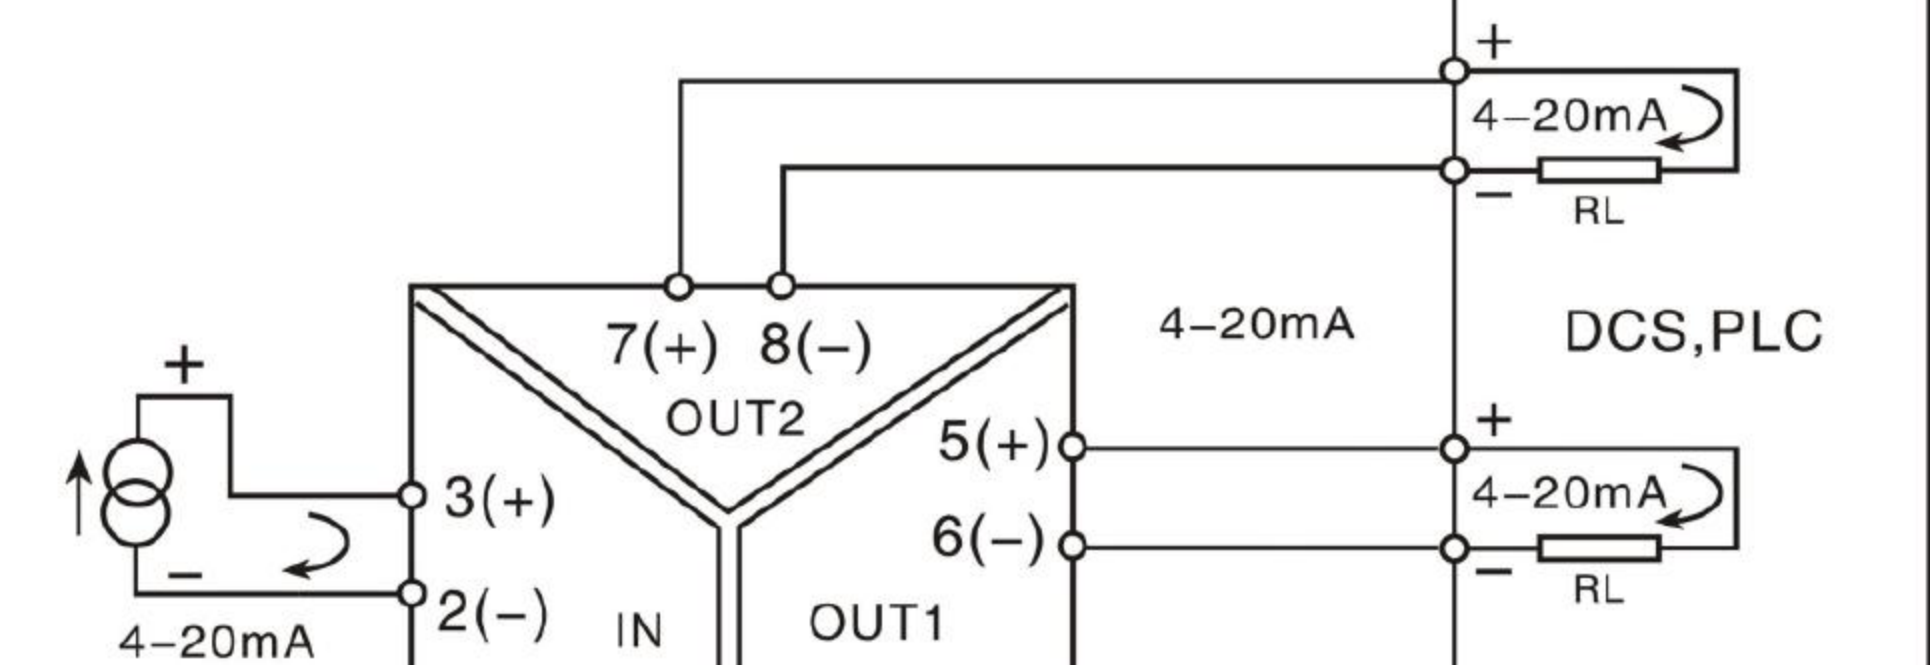 +
4–20mA
–
RL
7(+) 8(–)
OUT2
4–20mA
DCS,PLC
+
3(+)
–
2(–)
4–20mA
IN
5(+)
6(–)
OUT1
+
4–20mA
–
RL